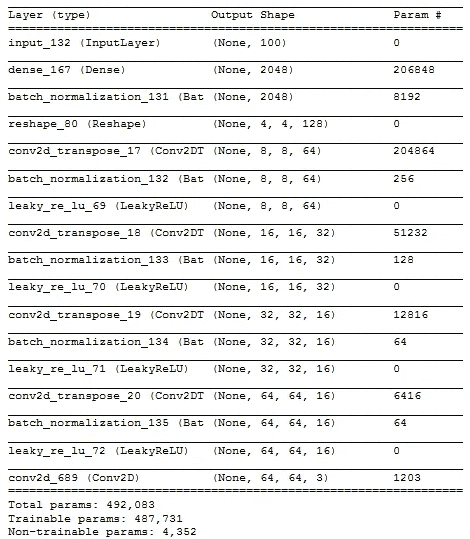 Layer (type) Output Shape Param #
input_132 (InputLayer) (None, 100) 0
dense_167 (Dense) (None, 2048) 206848
batch_normalization_131 (Bat (None, 2048) 8192
reshape_80 (Reshape) (None, 4, 4, 128) 0
conv2d_transpose_17 (Conv2DT (None, 8, 8, 64) 204864
batch_normalization_132 (Bat (None, 8, 8, 64) 256
leaky_re_lu_69 (LeakyReLU) (None, 8, 8, 64) 0
conv2d_transpose_18 (Conv2DT (None, 16, 16, 32) 51232
batch_normalization_133 (Bat (None, 16, 16, 32) 128
leaky_re_lu_70 (LeakyReLU) (None, 16, 16, 32) 0
conv2d_transpose_19 (Conv2DT (None, 32, 32, 16) 12816
batch_normalization_134 (Bat (None, 32, 32, 16) 64
leaky_re_lu_71 (LeakyReLU) (None, 32, 32, 16) 0
conv2d_transpose_20 (Conv2DT (None, 64, 64, 16) 6416
batch_normalization_135 (Bat (None, 64, 64, 16) 64
leaky_re_lu_72 (LeakyReLU) (None, 64, 64, 16) 0
conv2d_689 (Conv2D) (None, 64, 64, 3) 1203
Total params: 492,083
Trainable params: 487,731
Non-trainable params: 4,352